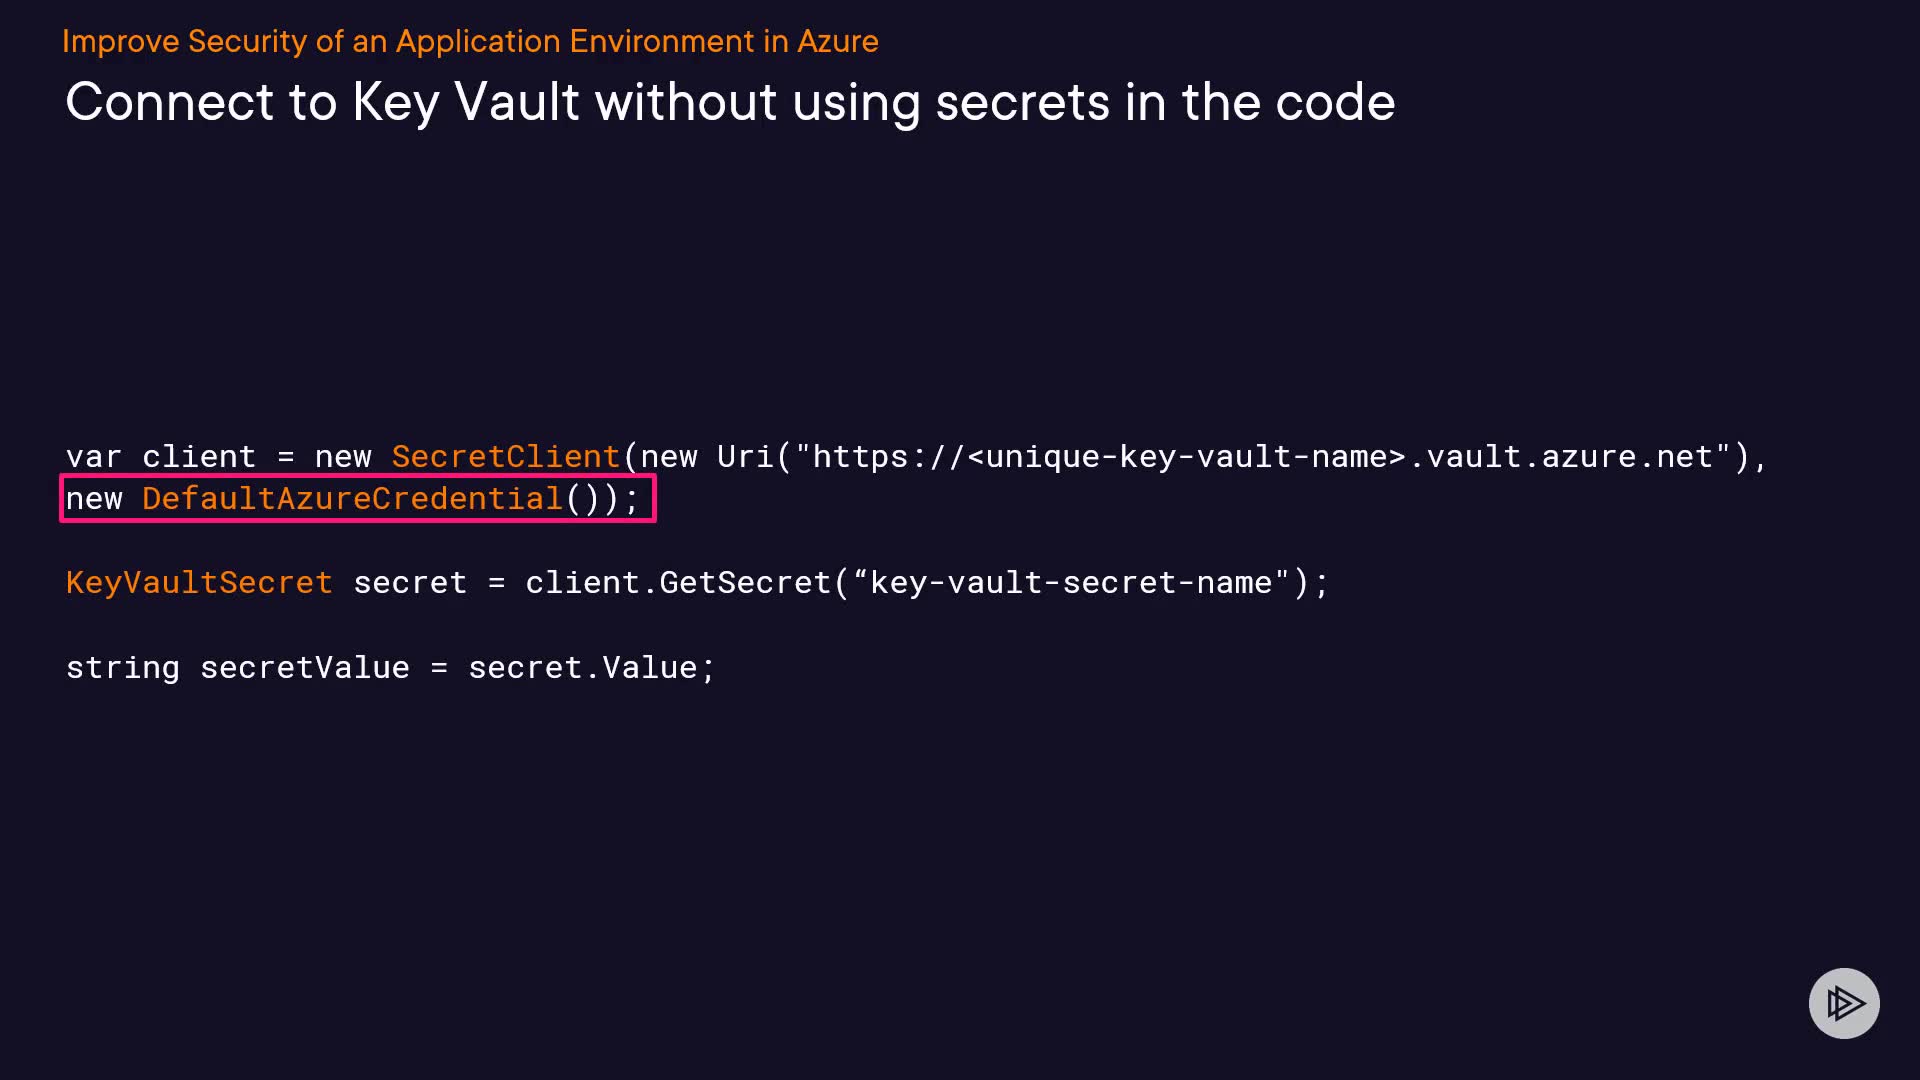 Improve Security of an Application Environment in Azure
Connect to Key Vault without using secrets in the code
var client = new SecretClient(new Uri("https://<unique-key-vault-name>.vault.azure.net"),
new DefaultAzureCredential());
KeyVaultSecret secret = client.GetSecret(“key-vault-secret-name");
string secretValue = secret.Value;